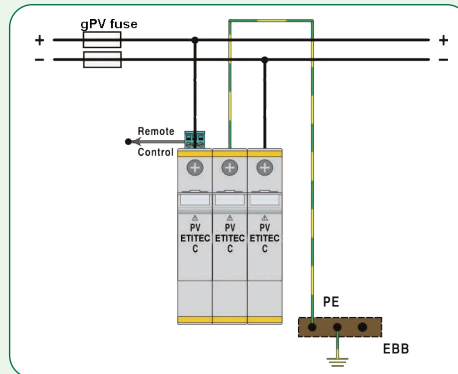 gPV fuse
+ +
− −
Remote
Control
PV PV PV
ETITEC ETITEC ETITEC
C C C
PE
EBB